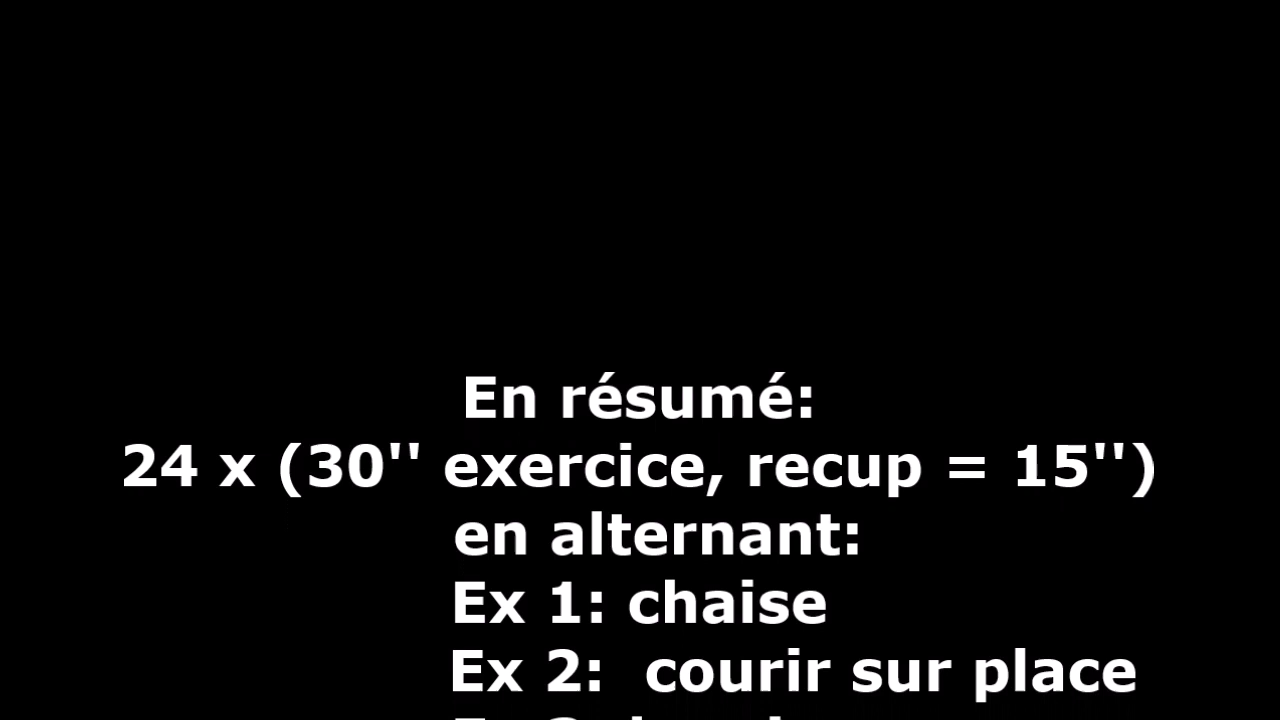 En résumé:
24 x (30'' exercice, recup = 15'')
en alternant:
Ex 1: chaise
Ex 2:  courir sur place